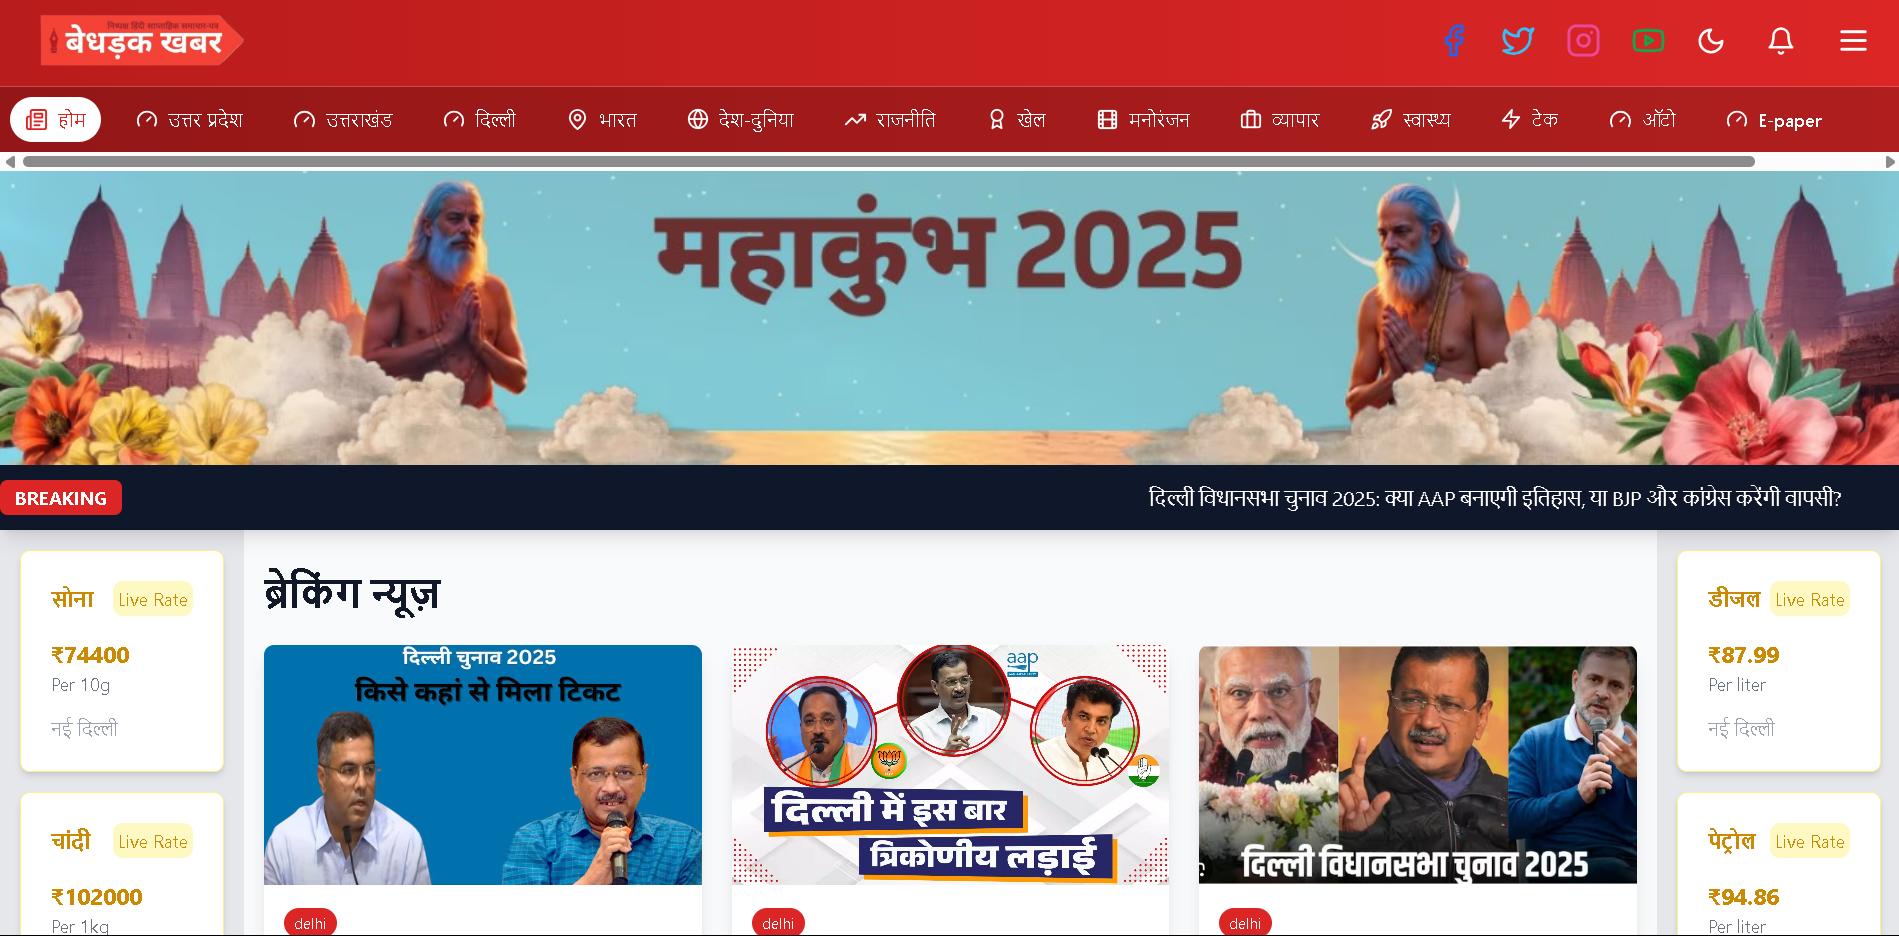 निष्पक्ष हिंदी साप्ताहिक समाचार-पत्र
बेधड़क खबर
होम
उत्तर प्रदेश
उत्तराखंड
दिल्ली
भारत
देश-दुनिया
राजनीति
खेल
मनोरंजन
व्यापार
स्वास्थ्य
टेक
ऑटो
E-paper
महाकुंभ 2025
BREAKING
दिल्ली विधानसभा चुनाव 2025: क्या AAP बनाएगी इतिहास, या BJP और कांग्रेस करेंगी वापसी?
सोना
Live Rate
₹74400
Per 10g
नई दिल्ली
चांदी
Live Rate
₹102000
Per 1kg
ब्रेकिंग न्यूज़
दिल्ली चुनाव 2025
किसे कहां से मिला टिकट
delhi
aap
दिल्ली में इस बार
त्रिकोणीय लड़ाई
delhi
दिल्ली विधानसभा चुनाव 2025
delhi
डीजल
Live Rate
₹87.99
Per liter
नई दिल्ली
पेट्रोल
Live Rate
₹94.86
Per liter